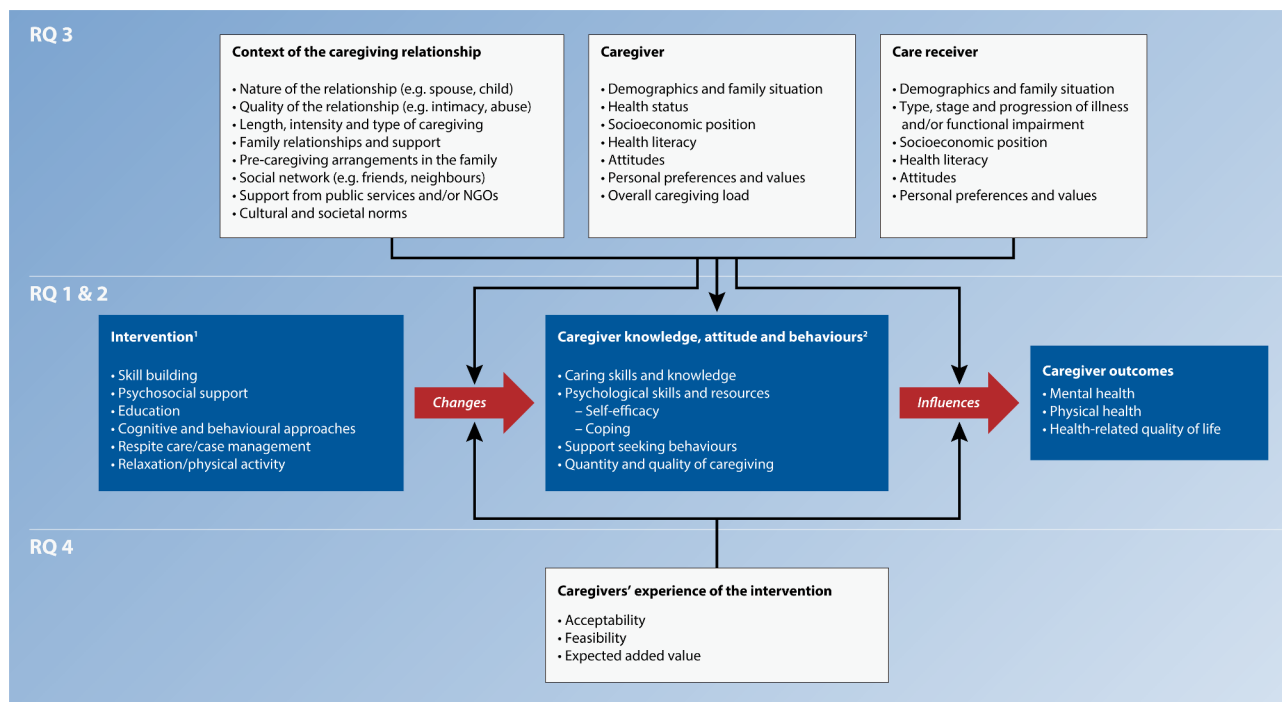 RQ 3
Context of the caregiving relationship
• Nature of the relationship (e.g. spouse, child)
• Quality of the relationship (e.g. intimacy, abuse)
• Length, intensity and type of caregiving
• Family relationships and support
• Pre-caregiving arrangements in the family
• Social network (e.g. friends, neighbours)
• Support from public services and/or NGOs
• Cultural and societal norms
Caregiver
• Demographics and family situation
• Health status
• Socioeconomic position
• Health literacy
• Attitudes
• Personal preferences and values
• Overall caregiving load
Care receiver
• Demographics and family situation
• Type, stage and progression of illness
and/or functional impairment
• Socioeconomic position
• Health literacy
• Attitudes
• Personal preferences and values
RQ 1 & 2
Intervention¹
• Skill building
• Psychosocial support
• Education
• Cognitive and behavioural approaches
• Respite care/case management
• Relaxation/physical activity
Changes
Caregiver knowledge, attitude and behaviours²
• Caring skills and knowledge
• Psychological skills and resources
– Self-efficacy
– Coping
• Support seeking behaviours
• Quantity and quality of caregiving
Influences
Caregiver outcomes
• Mental health
• Physical health
• Health-related quality of life
RQ 4
Caregivers’ experience of the intervention
• Acceptability
• Feasibility
• Expected added value